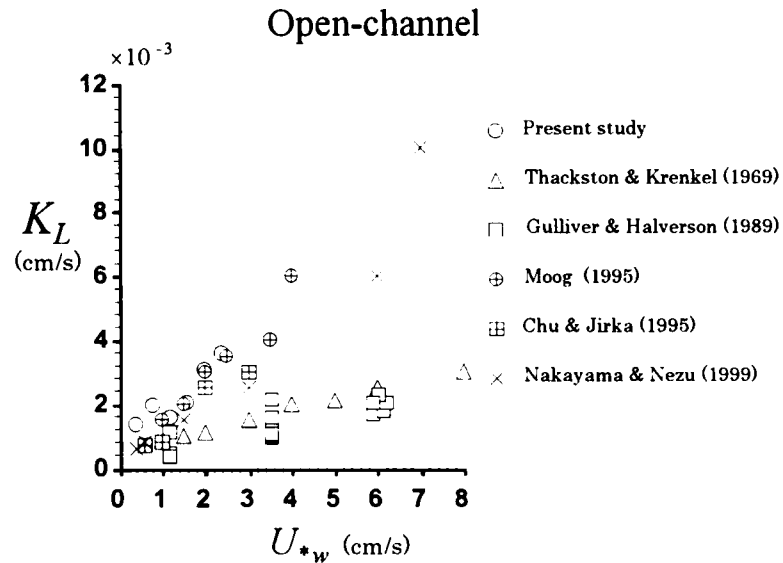 Open-channel
×10 -3
12
10
8
6
4
2
0
K_L
(cm/s)
0 1 2 3 4 5 6 7 8
U_*w (cm/s)
Present study
Thackston & Krenkel (1969)
Gulliver & Halverson (1989)
Moog (1995)
Chu & Jirka (1995)
Nakayama & Nezu (1999)